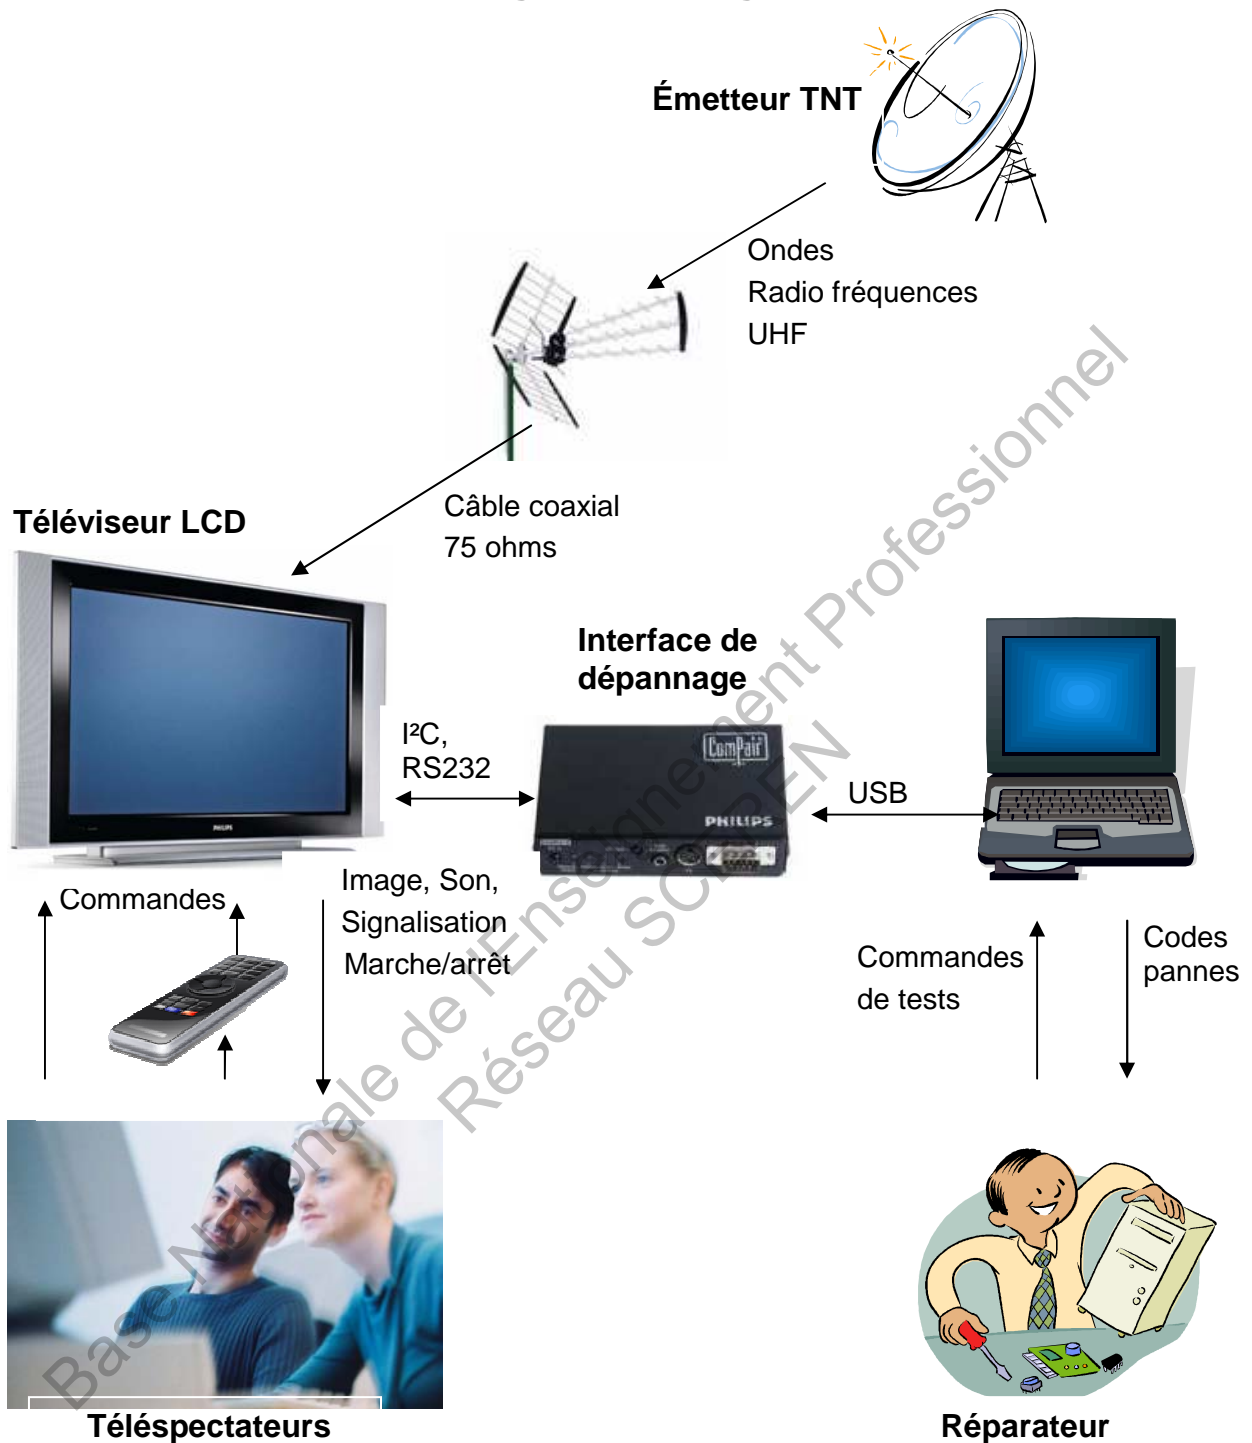 Émetteur TNT
Ondes
Radio fréquences
UHF
Câble coaxial
75 ohms
Téléviseur LCD
Interface de
dépannage
I²C,
RS232
ComPair
PHILIPS
PHILIPS
USB
Commandes
Image, Son,
Signalisation
Marche/arrêt
Commandes
de tests
Codes
pannes
Téléspectateurs
Réparateur
Base Nationale de l'Enseignement Professionnel
Réseau SCEREN